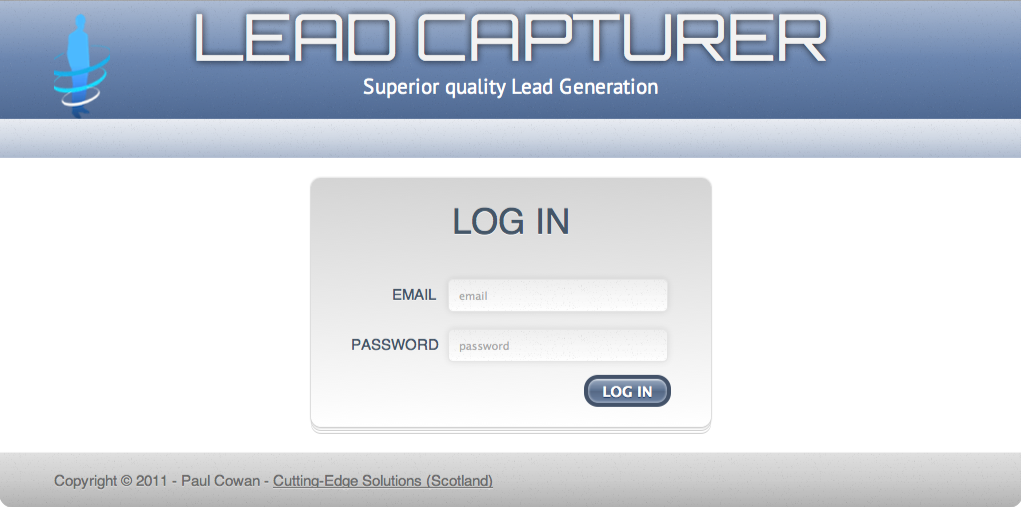 LEAD CAPTURER
Superior quality Lead Generation
LOG IN
EMAIL email
PASSWORD password
LOG IN
Copyright © 2011 - Paul Cowan - Cutting-Edge Solutions (Scotland)